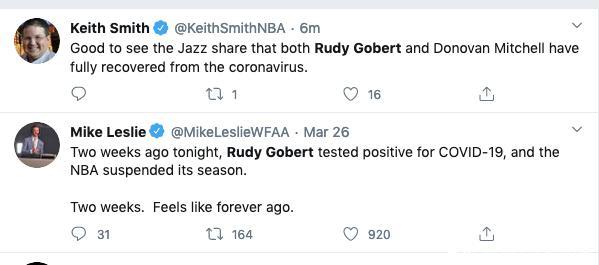 Keith Smith @KeithSmithNBA · 6m
Good to see the Jazz share that both Rudy Gobert and Donovan Mitchell have
fully recovered from the coronavirus.
1 16
Mike Leslie @MikeLeslieWFAA · Mar 26
Two weeks ago tonight, Rudy Gobert tested positive for COVID-19, and the
NBA suspended its season.
Two weeks. Feels like forever ago.
31 164 920